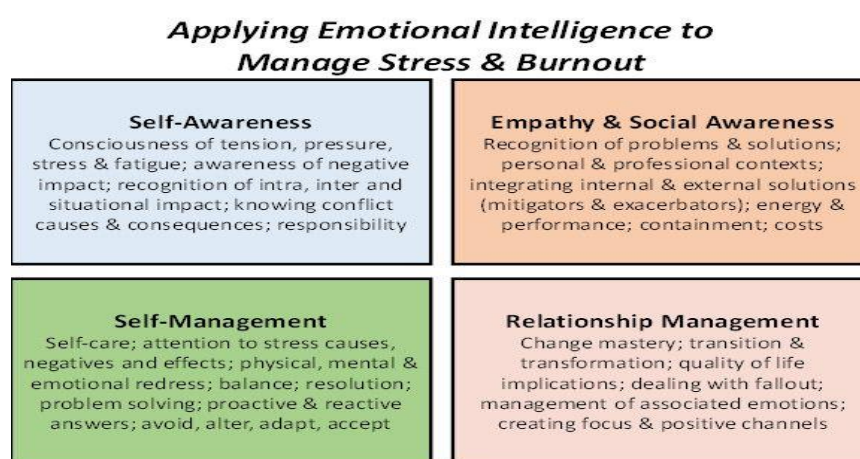 Applying Emotional Intelligence to
Manage Stress & Burnout
Self-Awareness
Consciousness of tension, pressure,
stress & fatigue; awareness of negative
impact; recognition of intra, inter and
situational impact; knowing conflict
causes & consequences; responsibility
Empathy & Social Awareness
Recognition of problems & solutions;
personal & professional contexts;
integrating internal & external solutions
(mitigators & exacerbators); energy &
performance; containment; costs
Self-Management
Self-care; attention to stress causes,
negatives and effects; physical, mental &
emotional redress; balance; resolution;
problem solving; proactive & reactive
answers; avoid, alter, adapt, accept
Relationship Management
Change mastery; transition &
transformation; quality of life
implications; dealing with fallout;
management of associated emotions;
creating focus & positive channels